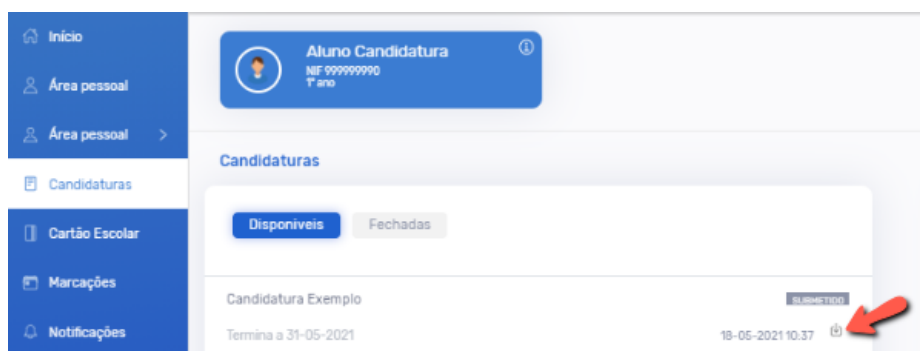 Início
Área pessoal
Área pessoal
Candidaturas
Cartão Escolar
Marcações
Notificações
Aluno Candidatura
NIF 999999990
1º ano
Candidaturas
Disponíveis
Fechadas
Candidatura Exemplo
SUBMETIDO
Termina a 31-05-2021
18-05-2021 10:37